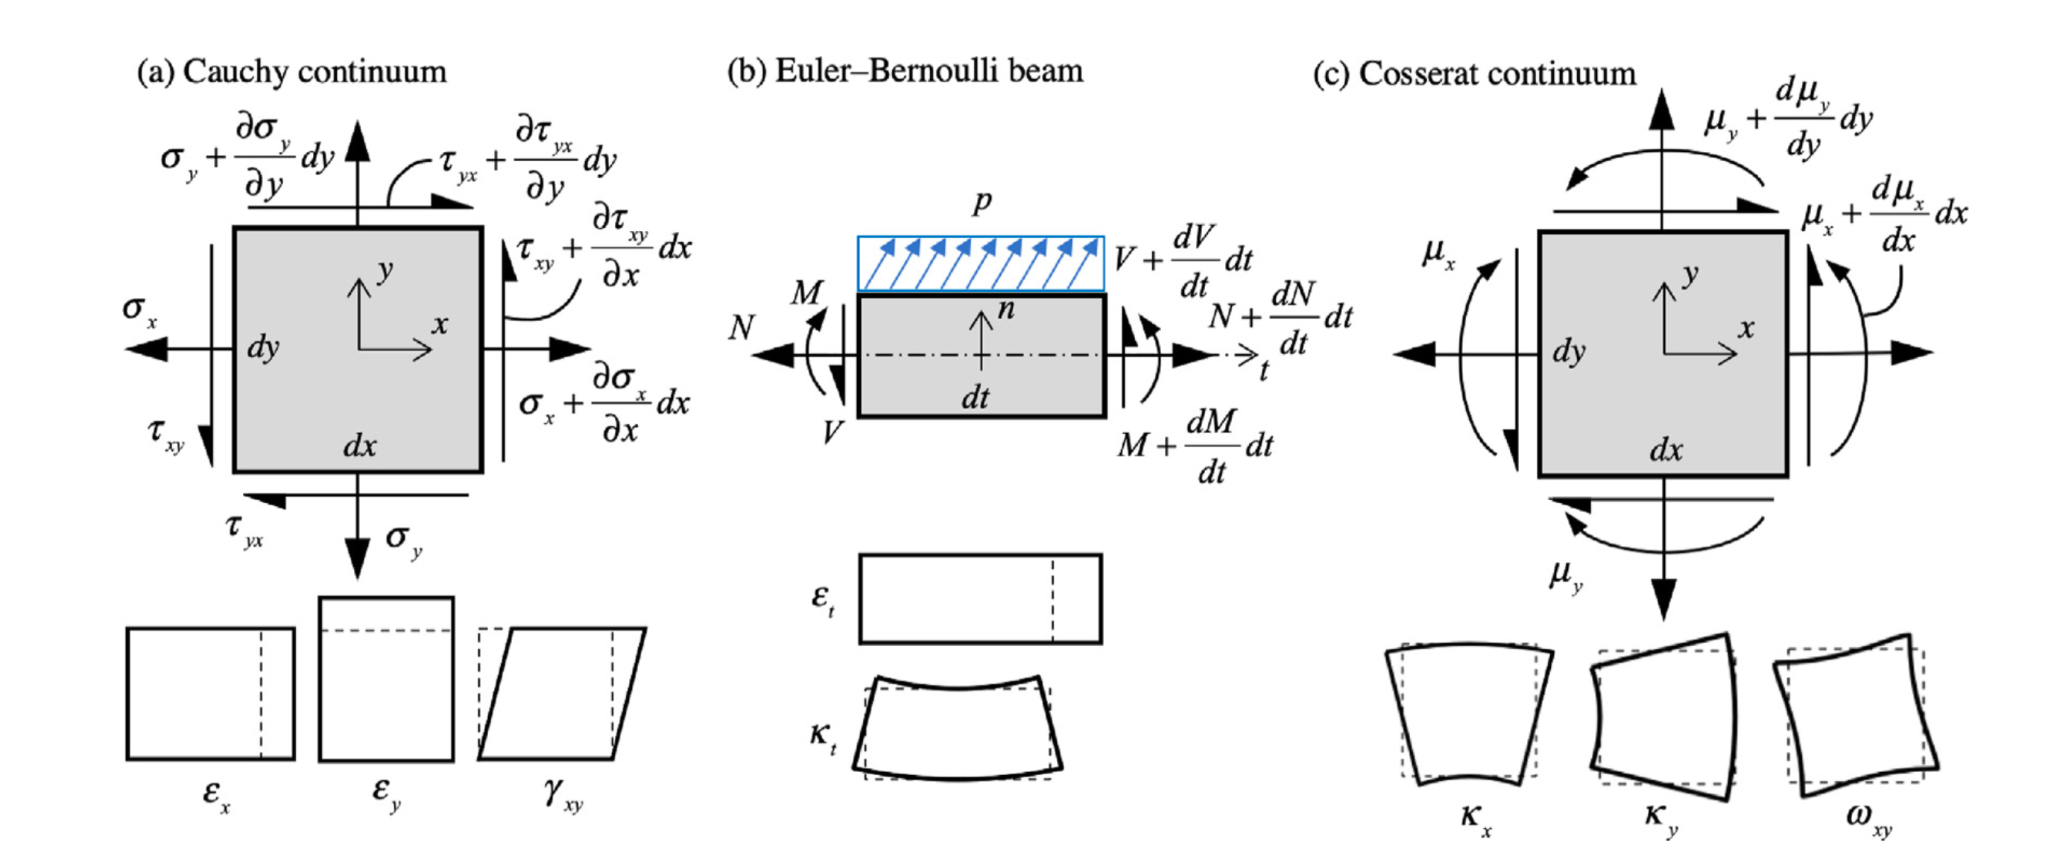 (a) Cauchy continuum
σ_y + ∂σ_y/∂y dy
τ_yx + ∂τ_yx/∂y dy
τ_xy + ∂τ_xy/∂x dx
σ_x
dy
y
x
σ_x + ∂σ_x/∂x dx
τ_xy
dx
τ_yx
σ_y
ε_x
ε_y
γ_xy
(b) Euler–Bernoulli beam
p
V + dV/dt dt
M
n
N
N + dN/dt dt
t
dt
V
M + dM/dt dt
ε_t
κ_t
(c) Cosserat continuum
μ_y + dμ_y/dy dy
μ_x + dμ_x/dx dx
μ_x
y
x
dy
dx
μ_y
κ_x
κ_y
ω_xy